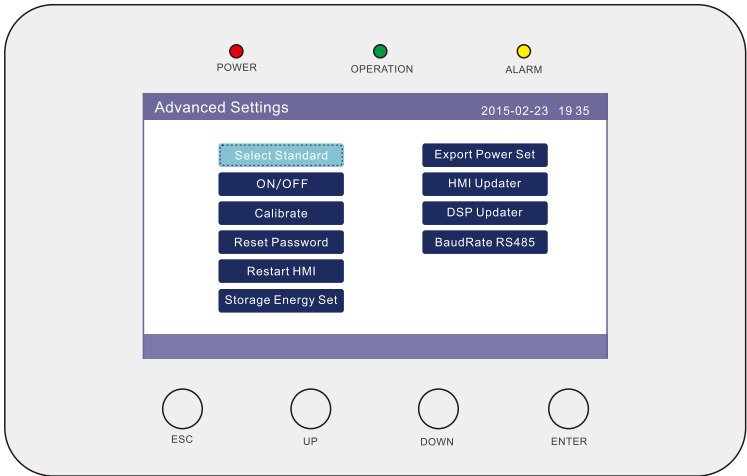 POWER OPERATION ALARM
Advanced Settings 2015-02-23 19 35
Select Standard Export Power Set
ON/OFF HMI Updater
Calibrate DSP Updater
Reset Password BaudRate RS485
Restart HMI
Storage Energy Set
ESC UP DOWN ENTER